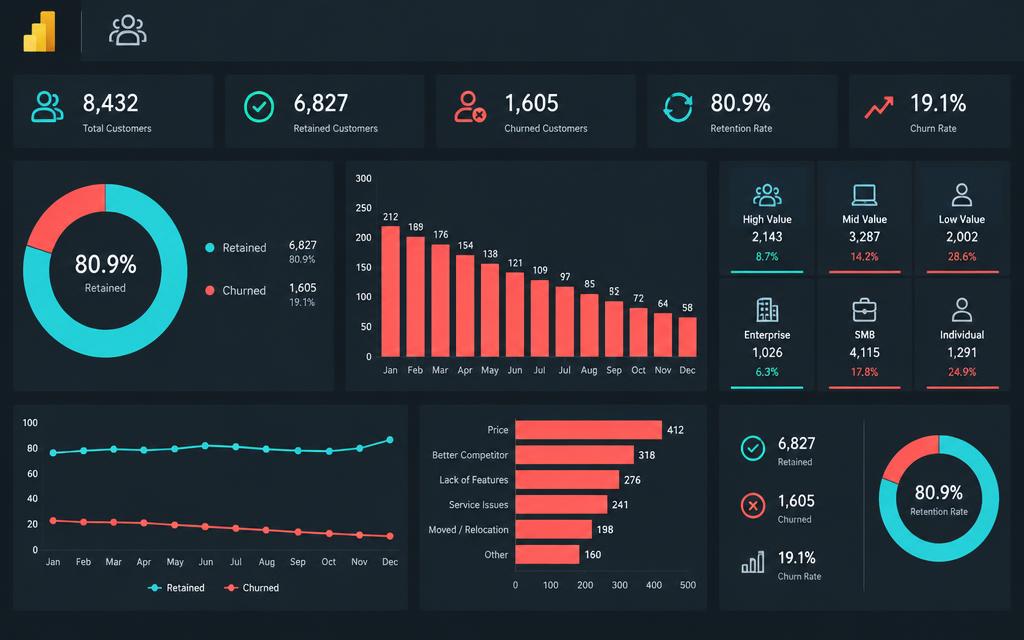 8,432
Total Customers
6,827
Retained Customers
1,605
Churned Customers
80.9%
Retention Rate
19.1%
Churn Rate
80.9%
Retained
Retained 6,827
80.9%
Churned 1,605
19.1%
300
250
200
150
100
50
0
212 189 176 154 138 121 109 97 85 92 72 64 58
Jan Feb Mar Apr May Jun Jul Jul Aug Sep Oct Nov Dec
High Value
2,143
8.7%
Mid Value
3,287
14.2%
Low Value
2,002
28.6%
Enterprise
1,026
6.3%
SMB
4,115
17.8%
Individual
1,291
24.9%
100
80
60
40
20
0
Jan Feb Mar Apr May Jun Jul Aug Sep Oct Nov Dec
Retained Churned
Price 412
Better Competitor 318
Lack of Features 276
Service Issues 241
Moved / Relocation 198
Other 160
0 100 200 300 400 500
6,827
Retained
1,605
Churned
19.1%
Churn Rate
80.9%
Retention Rate